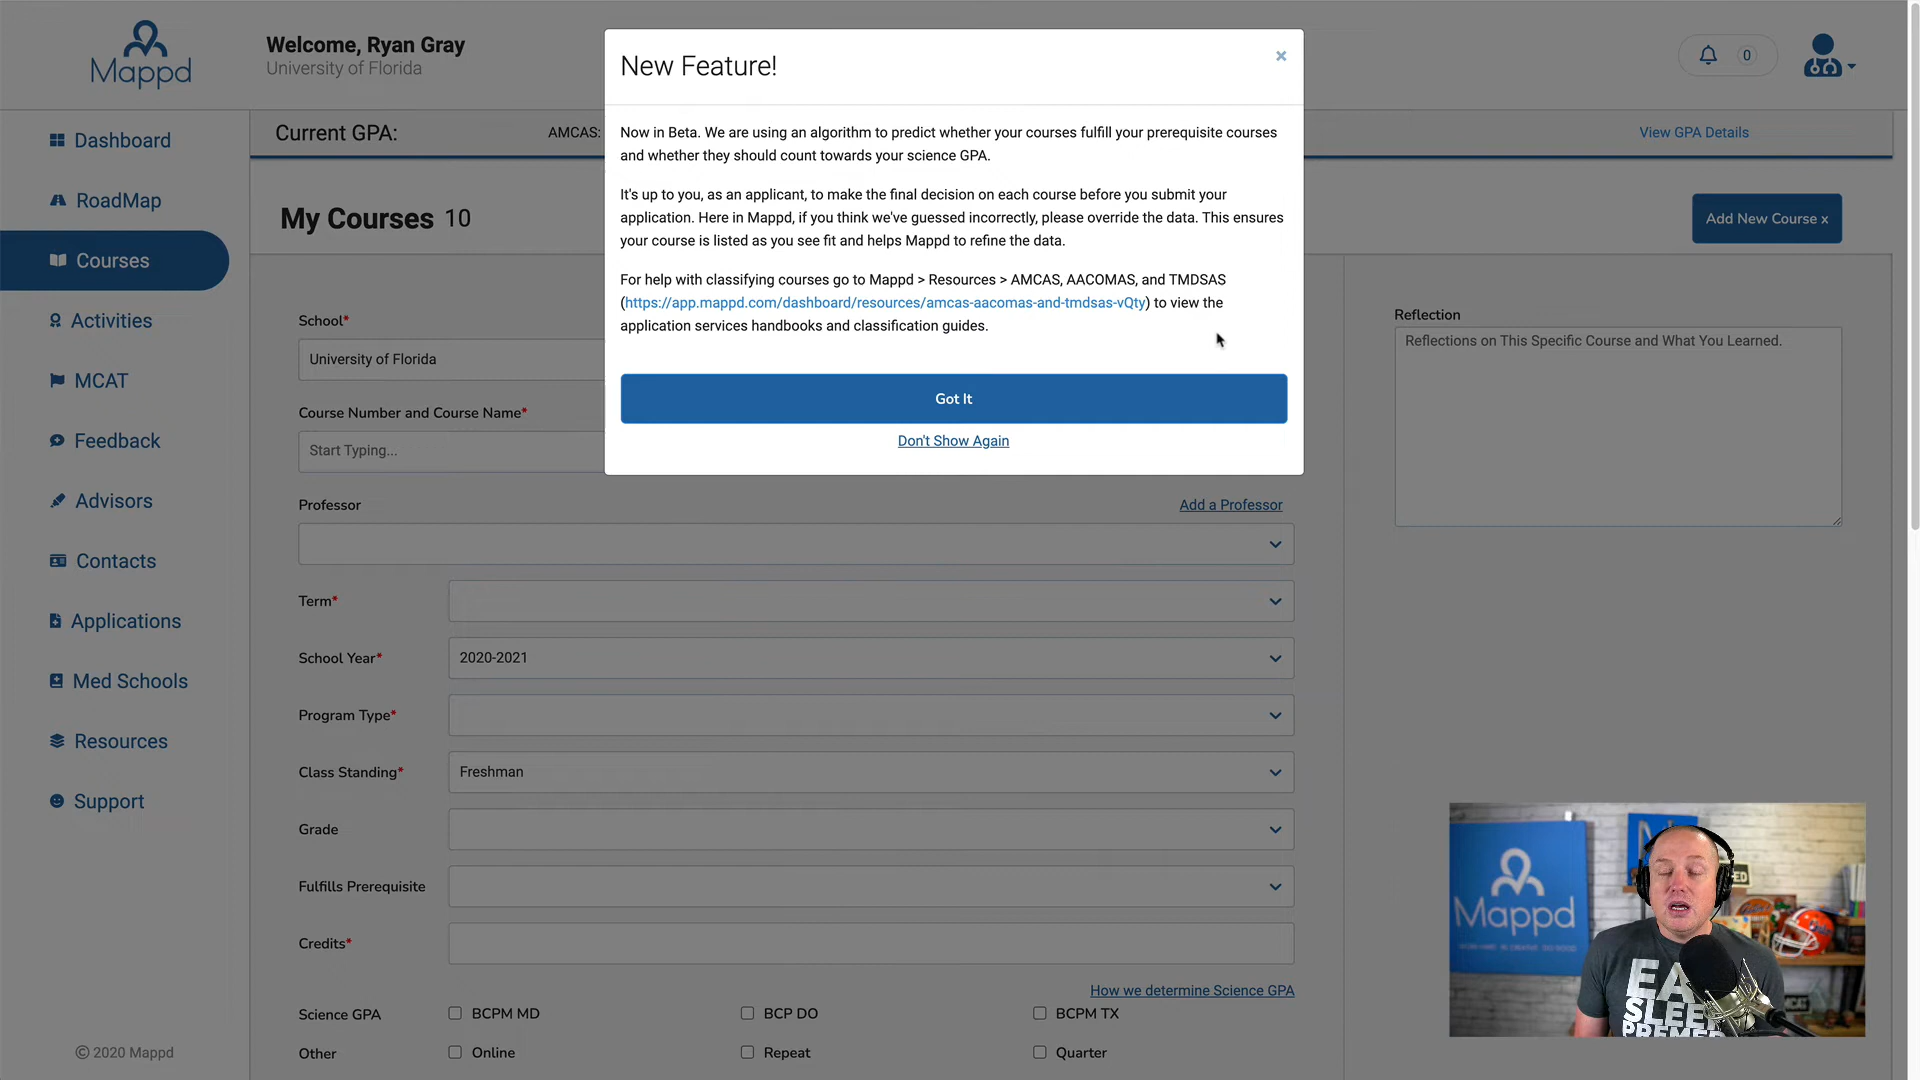 Mappd
Welcome, Ryan Gray
University of Florida
0
Dashboard
RoadMap
Courses
Activities
MCAT
Feedback
Advisors
Contacts
Applications
Med Schools
Resources
Support
© 2020 Mappd
Current GPA:
AMCAS:
View GPA Details
My Courses 10
Add New Course x
New Feature!
×
Now in Beta. We are using an algorithm to predict whether your courses fulfill your prerequisite courses
and whether they should count towards your science GPA.
It's up to you, as an applicant, to make the final decision on each course before you submit your
application. Here in Mappd, if you think we've guessed incorrectly, please override the data. This ensures
your course is listed as you see fit and helps Mappd to refine the data.
For help with classifying courses go to Mappd > Resources > AMCAS, AACOMAS, and TMDSAS
(https://app.mappd.com/dashboard/resources/amcas-aacomas-and-tmdsas-vQty) to view the
application services handbooks and classification guides.
Got It
Don't Show Again
School*
University of Florida
Course Number and Course Name*
Start Typing...
Professor
Add a Professor
Term*
School Year*
2020-2021
Program Type*
Class Standing*
Freshman
Grade
Fulfills Prerequisite
Credits*
How we determine Science GPA
Science GPA
BCPM MD
BCP DO
BCPM TX
Other
Online
Repeat
Quarter
Reflection
Reflections on This Specific Course and What You Learned.
Mappd
SLEEP